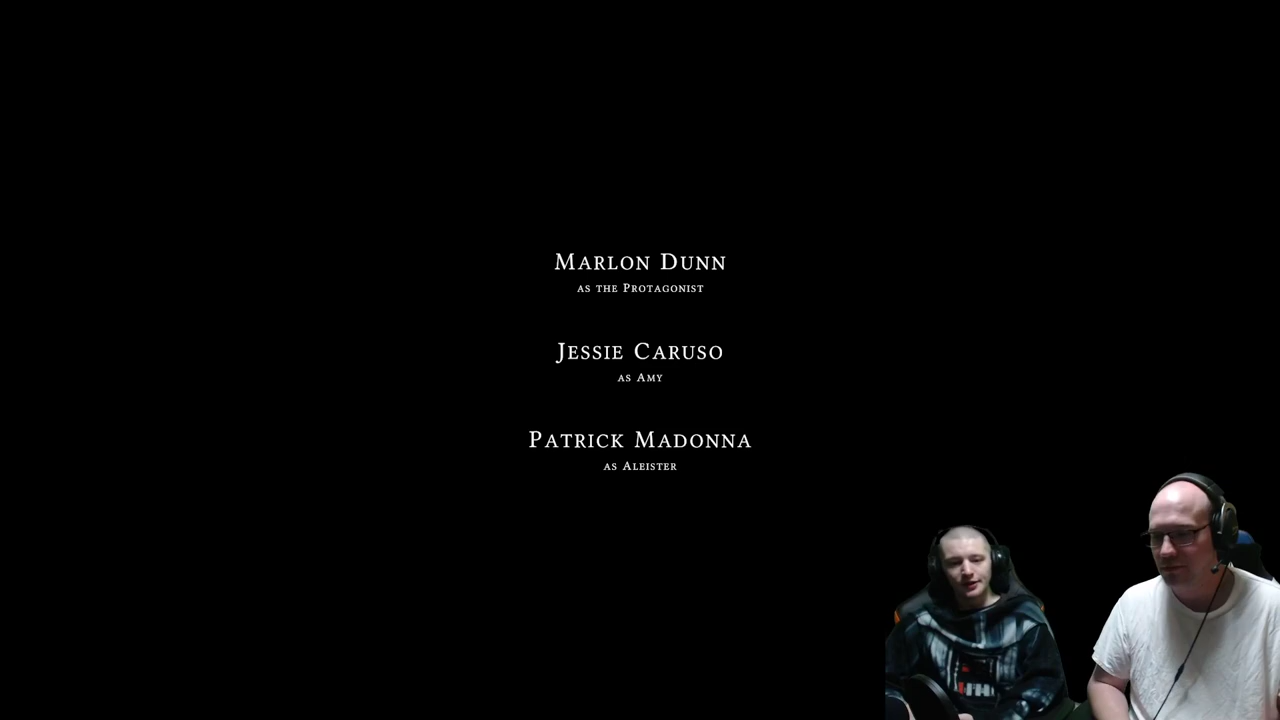 Marlon Dunn
as the Protagonist
Jessie Caruso
as Amy
Patrick Madonna
as Aleister